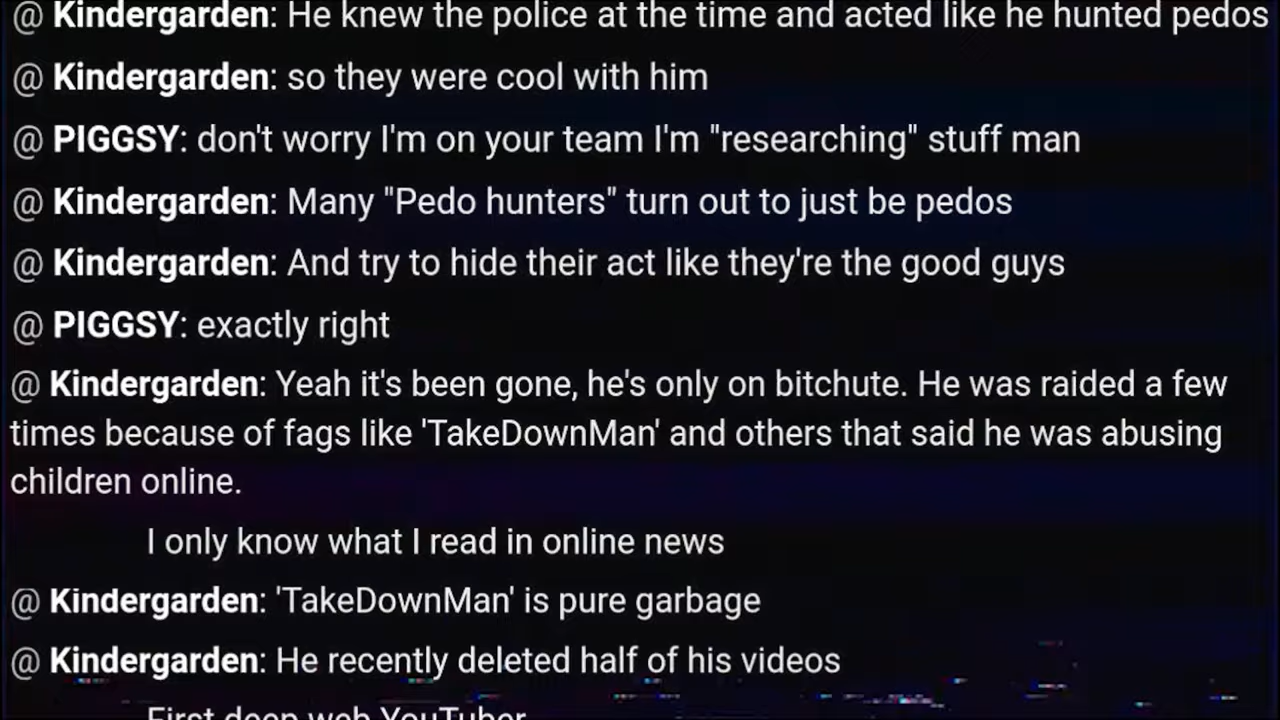 @ Kindergarden: He knew the police at the time and acted like he hunted pedos
@ Kindergarden: so they were cool with him
@ PIGGSY: don't worry I'm on your team I'm "researching" stuff man
@ Kindergarden: Many "Pedo hunters" turn out to just be pedos
@ Kindergarden: And try to hide their act like they're the good guys
@ PIGGSY: exactly right
@ Kindergarden: Yeah it's been gone, he's only on bitchute. He was raided a few
times because of fags like 'TakeDownMan' and others that said he was abusing
children online.
I only know what I read in online news
@ Kindergarden: 'TakeDownMan' is pure garbage
@ Kindergarden: He recently deleted half of his videos
First deep web YouTuber